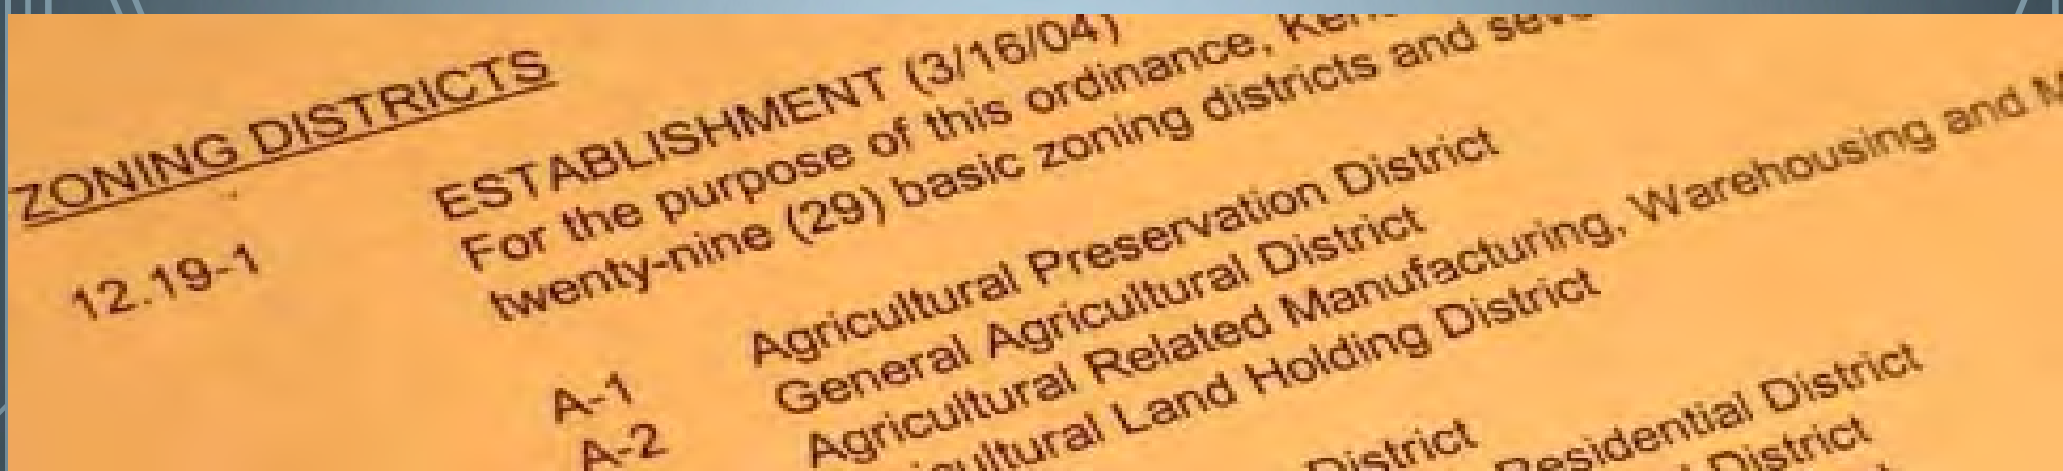 ZONING DISTRICTS
12.19-1 ESTABLISHMENT (3/16/04)
For the purpose of this ordinance,
twenty-nine (29) basic zoning districts and
A-1 Agricultural Preservation District
A-2 General Agricultural District
Agricultural Related Manufacturing, Warehousing and
Land Holding District
District
Residential District
District